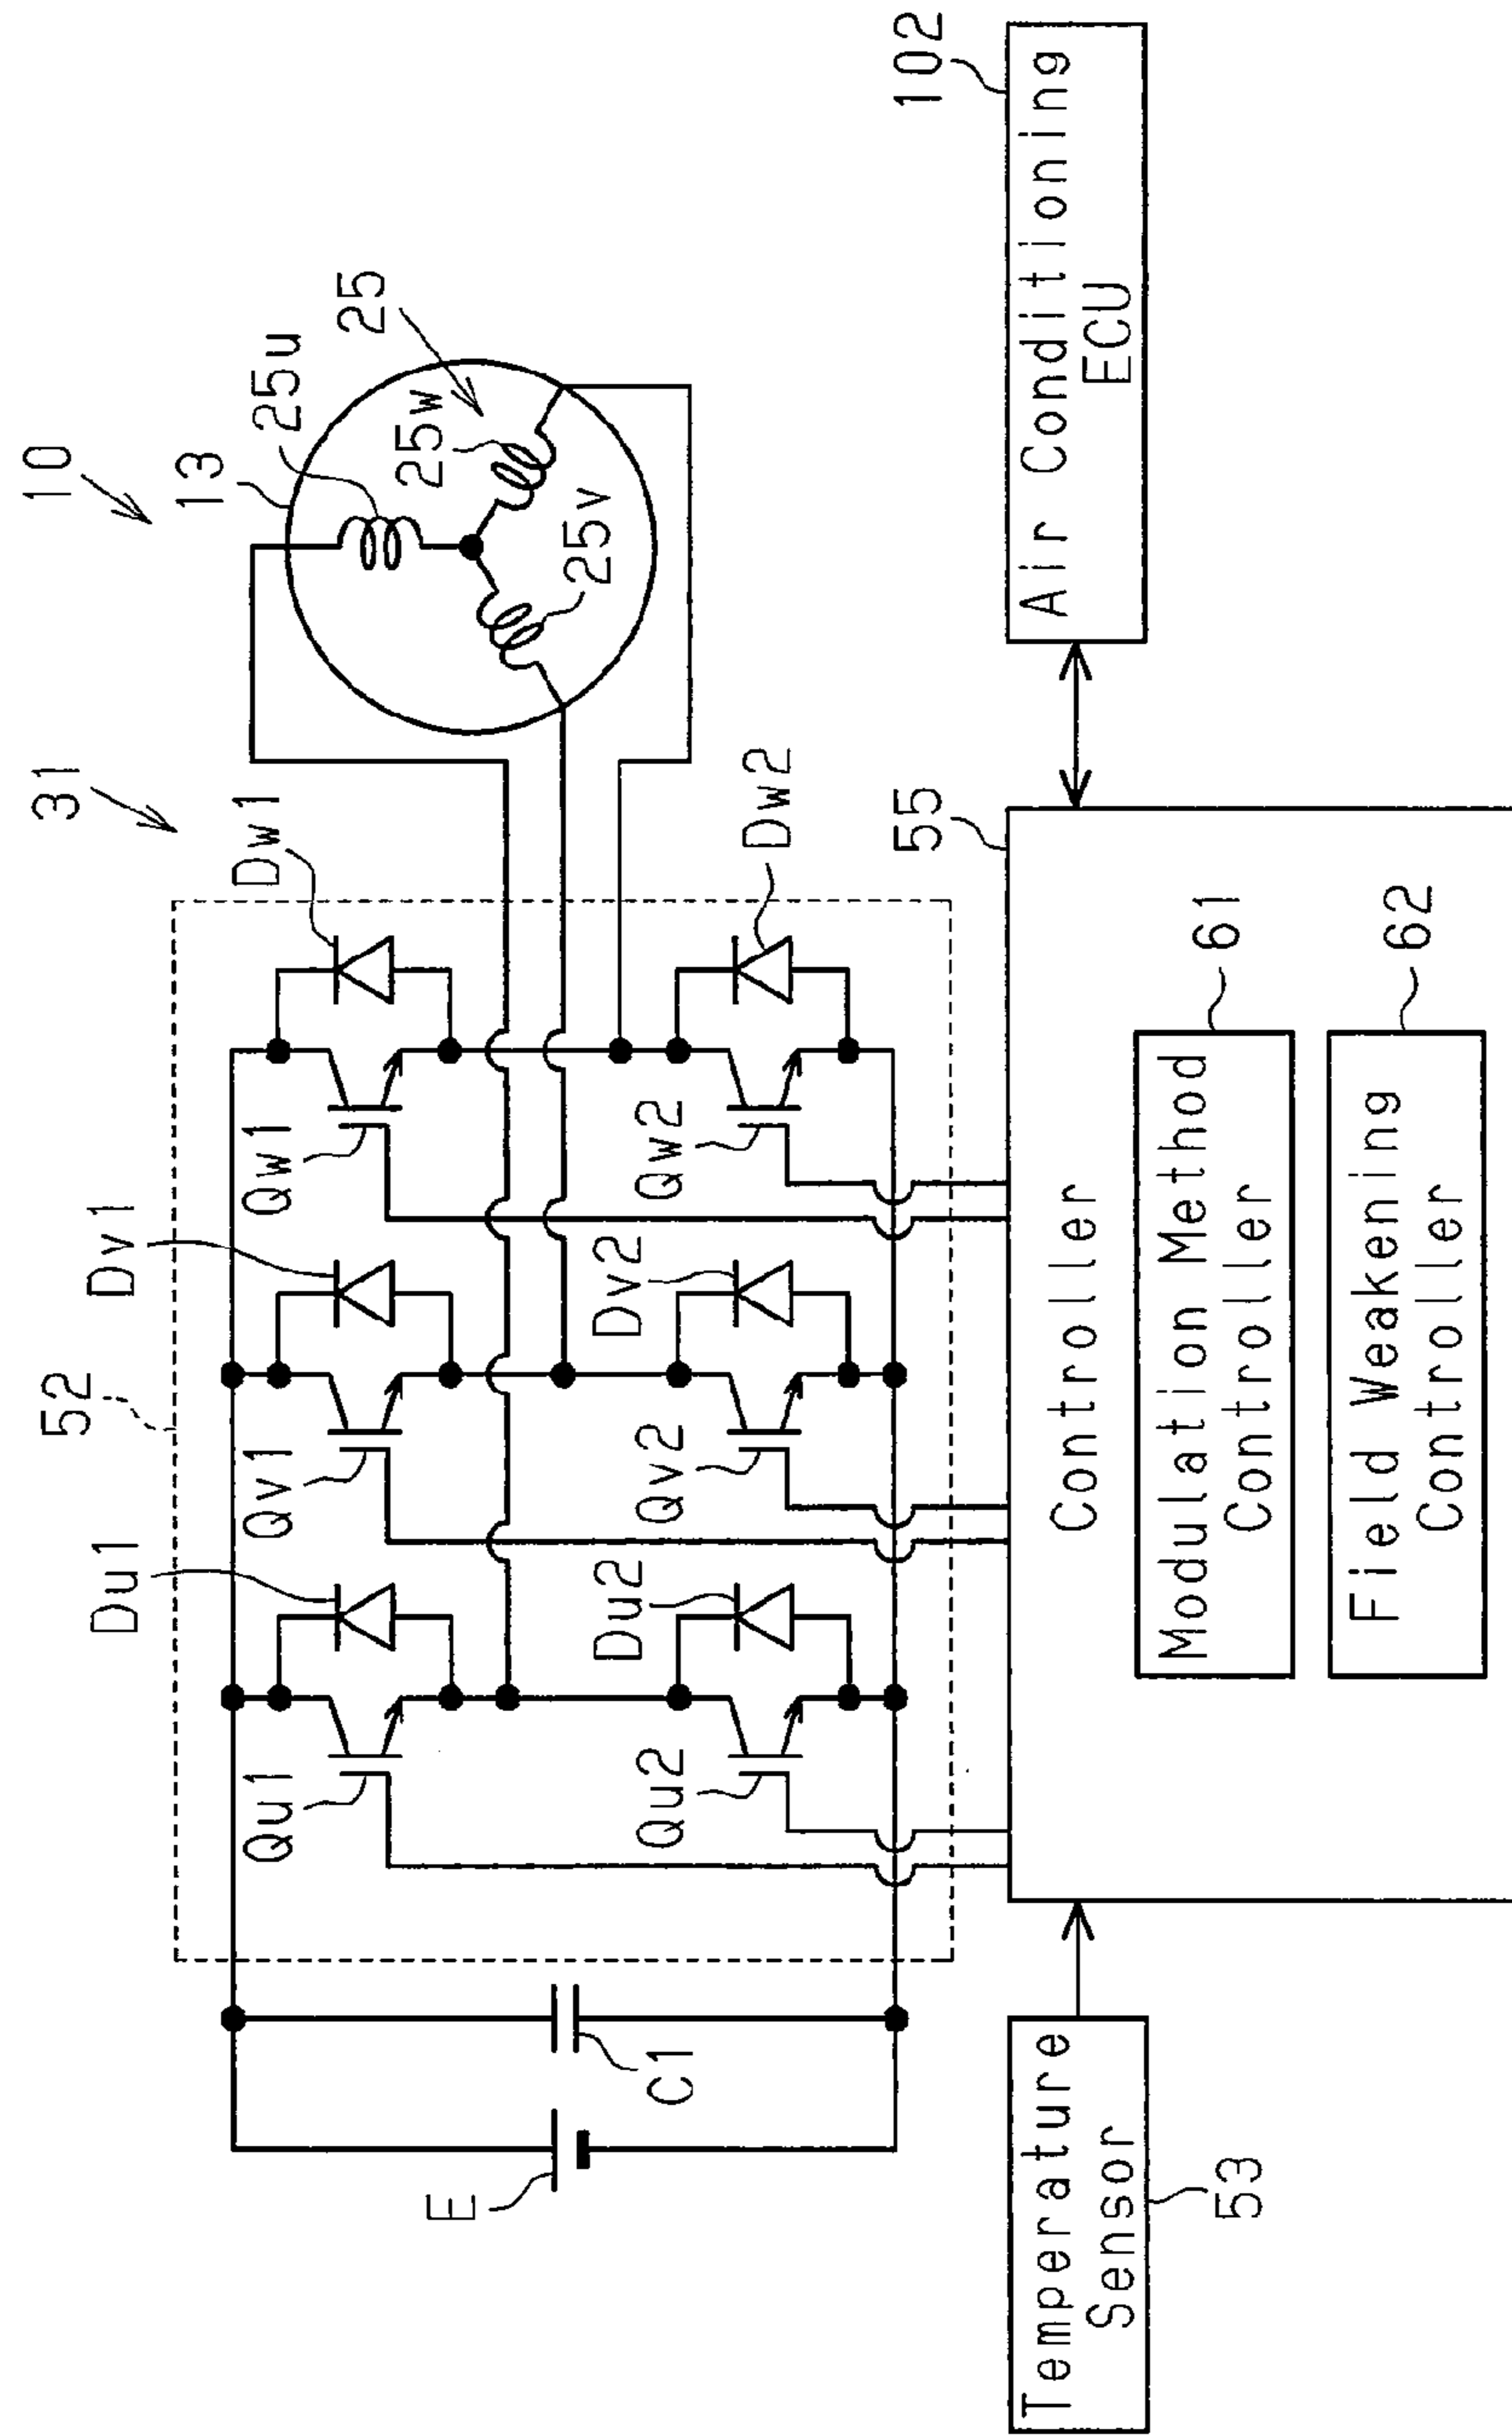 10
31
13
25u
25
25w
25v
52
Du1
Dv1
Dw1
Qu1
Qv1
Qw1
Du2
Dv2
Dw2
Qu2
Qv2
Qw2
E
C1
55
102
Temperature
Sensor
53
Controller
Modulation Method
Controller
61
Field Weakening
Controller
62
Air Conditioning
ECU